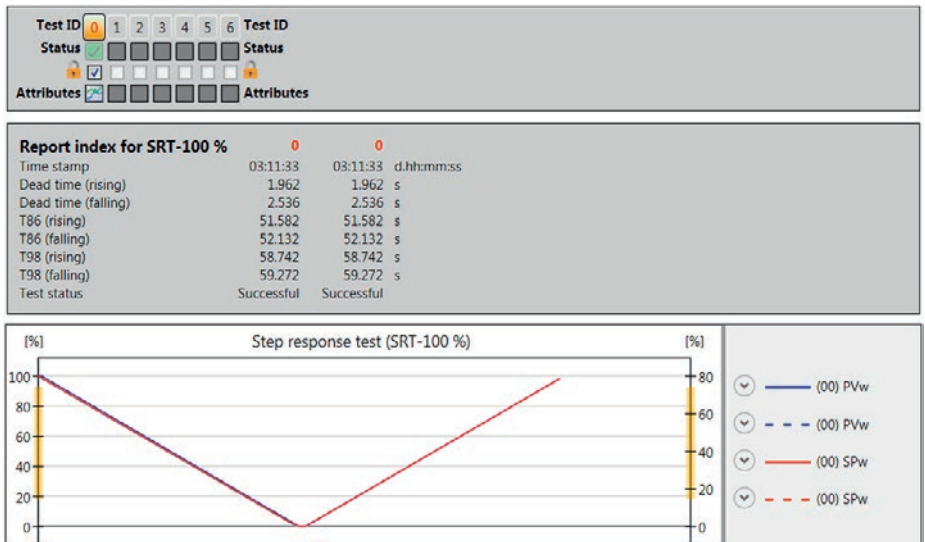 Test ID 0 1 2 3 4 5 6 Test ID
Status Status
Attributes Attributes
Report index for SRT-100 % 0 0
Time stamp 03:11:33 03:11:33 d.hh:mm:ss
Dead time (rising) 1.962 1.962 s
Dead time (falling) 2.536 2.536 s
T86 (rising) 51.582 51.582 s
T86 (falling) 52.132 52.132 s
T98 (rising) 58.742 58.742 s
T98 (falling) 59.272 59.272 s
Test status Successful Successful
[%] Step response test (SRT-100 %) [%]
100 80
80 60
60 40
40 20
20 0
0
(00) PVw
(00) PVw
(00) SPw
(00) SPw